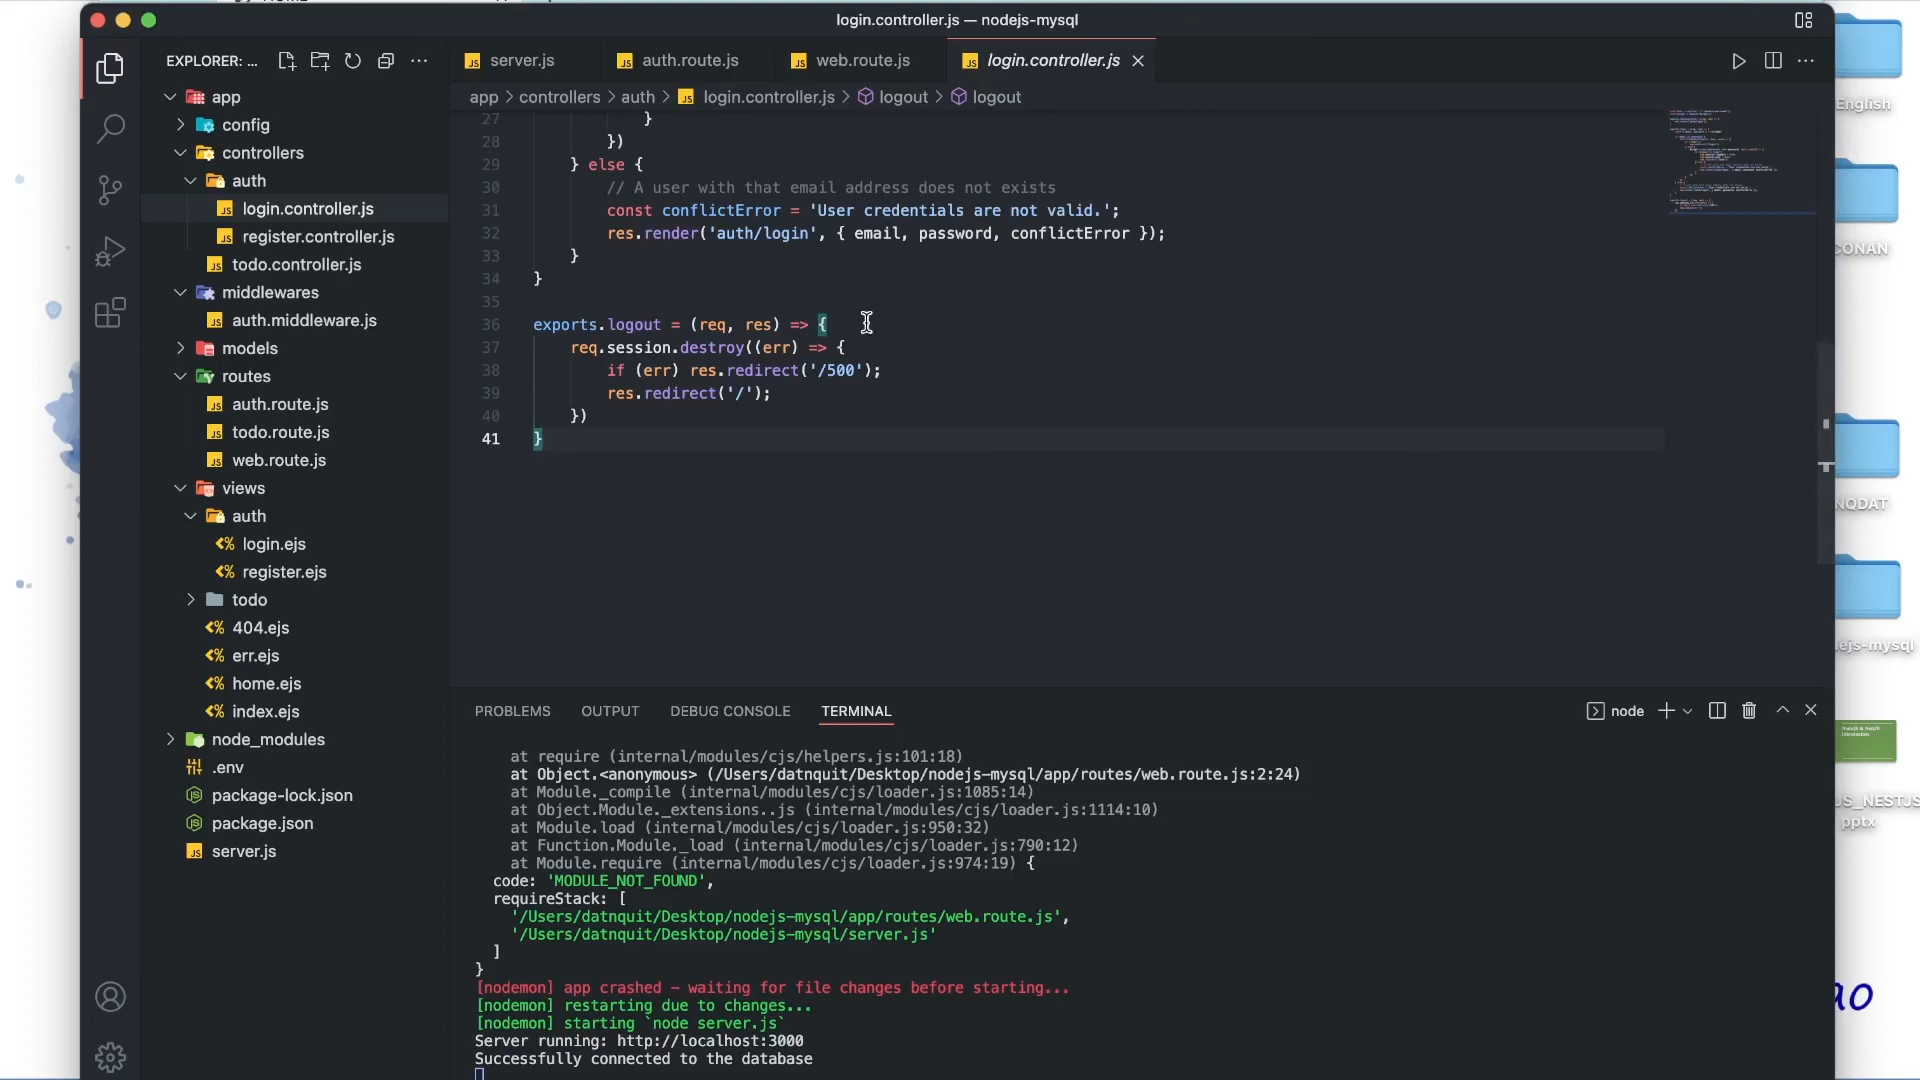 login.controller.js — nodejs-mysql
EXPLORER: ...
server.js
auth.route.js
web.route.js
login.controller.js
app > controllers > auth > login.controller.js > logout > logout
app
config
controllers
auth
login.controller.js
register.controller.js
todo.controller.js
middlewares
auth.middleware.js
models
routes
auth.route.js
todo.route.js
web.route.js
views
auth
login.ejs
register.ejs
todo
404.ejs
err.ejs
home.ejs
index.ejs
node_modules
.env
package-lock.json
package.json
server.js
27 }
28 })
29 } else {
30 // A user with that email address does not exists
31 const conflictError = 'User credentials are not valid.';
32 res.render('auth/login', { email, password, conflictError });
33 }
34 }
35
36 exports.logout = (req, res) => {
37 req.session.destroy((err) => {
38 if (err) res.redirect('/500');
39 res.redirect('/');
40 })
41 }
PROBLEMS OUTPUT DEBUG CONSOLE TERMINAL
node
at require (internal/modules/cjs/helpers.js:101:18)
at Object.<anonymous> (/Users/datnquit/Desktop/nodejs-mysql/app/routes/web.route.js:2:24)
at Module._compile (internal/modules/cjs/loader.js:1085:14)
at Object.Module._extensions..js (internal/modules/cjs/loader.js:1114:10)
at Module.load (internal/modules/cjs/loader.js:950:32)
at Function.Module._load (internal/modules/cjs/loader.js:790:12)
at Module.require (internal/modules/cjs/loader.js:974:19) {
code: 'MODULE_NOT_FOUND',
requireStack: [
'/Users/datnquit/Desktop/nodejs-mysql/app/routes/web.route.js',
'/Users/datnquit/Desktop/nodejs-mysql/server.js'
]
}
[nodemon] app crashed - waiting for file changes before starting...
[nodemon] restarting due to changes...
[nodemon] starting `node server.js`
Server running: http://localhost:3000
Successfully connected to the database
English
CONAN
NQDAT
ejs-mysql
JS_NESTJS
pptx
ao